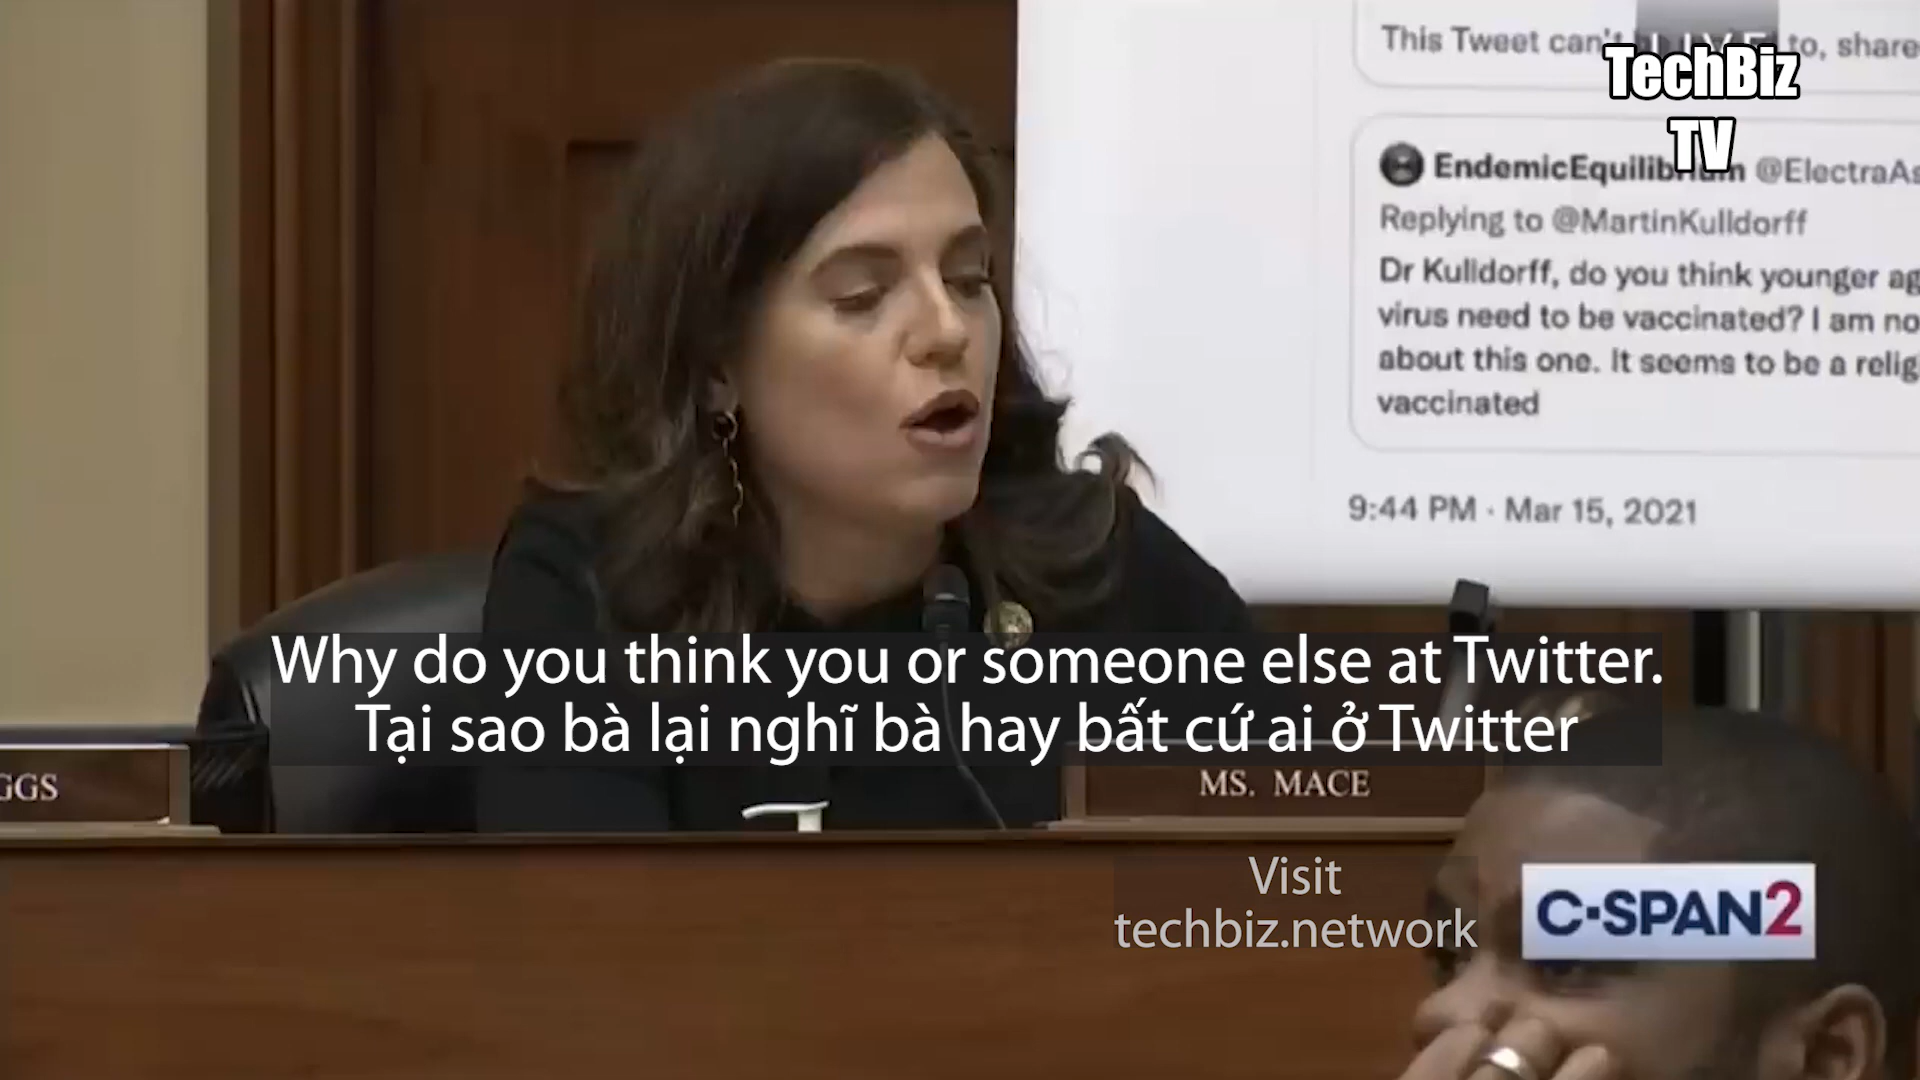 This Tweet can't to, share
TechBiz
TV
EndemicEquilibrium @ElectraAs
Replying to @MartinKulldorff
Dr Kulldorff, do you think younger ag
virus need to be vaccinated? I am no
about this one. It seems to be a relig
vaccinated
9:44 PM · Mar 15, 2021
Why do you think you or someone else at Twitter.
Tại sao bà lại nghĩ bà hay bất cứ ai ở Twitter
GGS
MS. MACE
Visit
techbiz.network
C-SPAN2